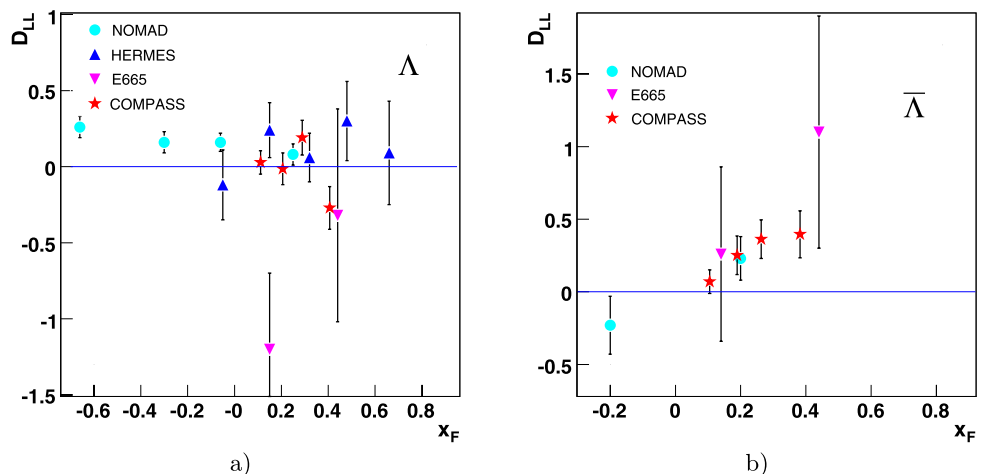 D_LL
1
0.5
0
-0.5
-1
-1.5
NOMAD
HERMES
E665
COMPASS
Λ
-0.6 -0.4 -0.2 -0 0.2 0.4 0.6 0.8
x_F
a)
D_LL
1.5
1
0.5
0
-0.5
NOMAD
E665
COMPASS
Λ̅
-0.2 0 0.2 0.4 0.6 0.8
x_F
b)